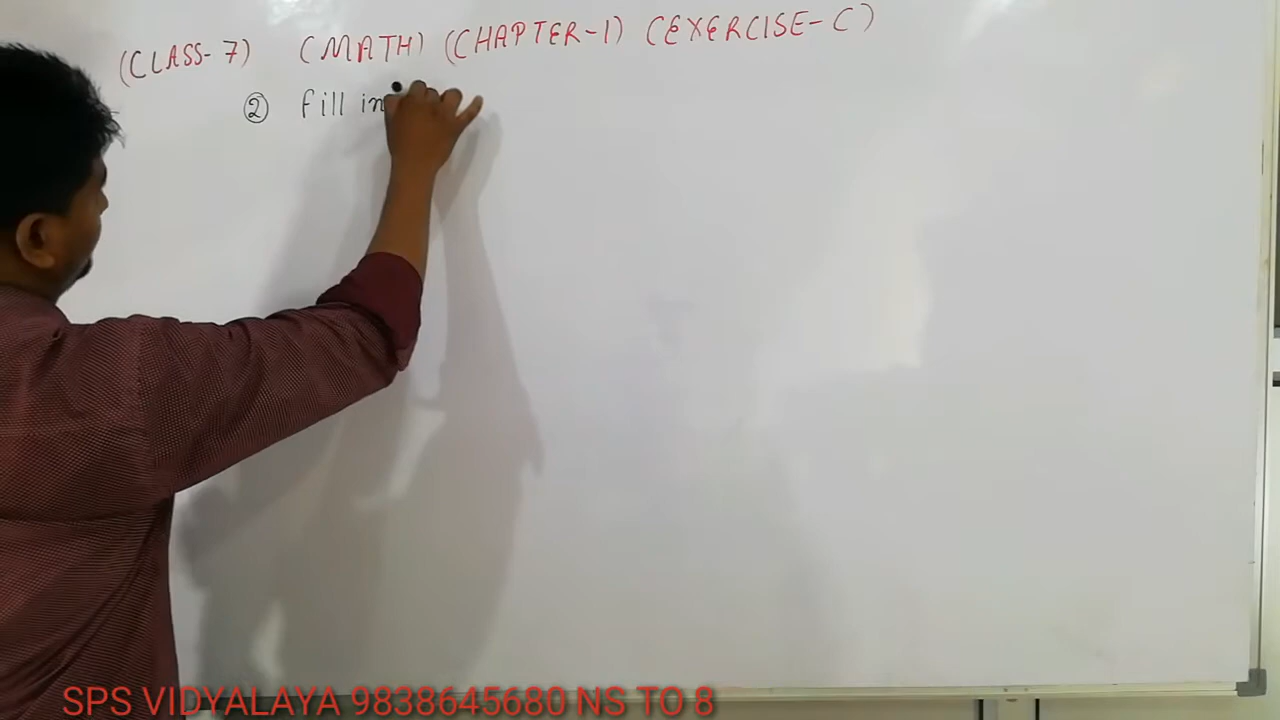 (CLASS-7) (MATH) (CHAPTER-1) (EXERCISE-C)
② fill in
SPS VIDYALAYA 9838645680 NS TO 8